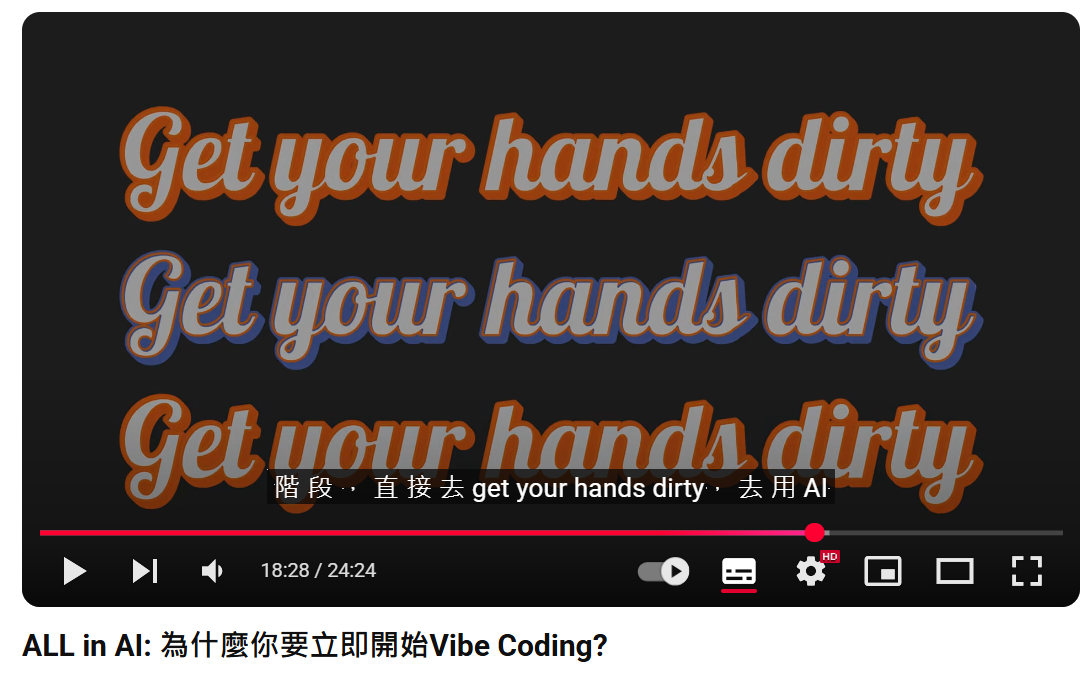 Get your hands dirty
Get your hands dirty
Get your hands dirty
階段，直接去get your hands dirty，去用AI
HD
18:28 / 24:24
ALL in AI: 為什麼你要立即開始Vibe Coding?